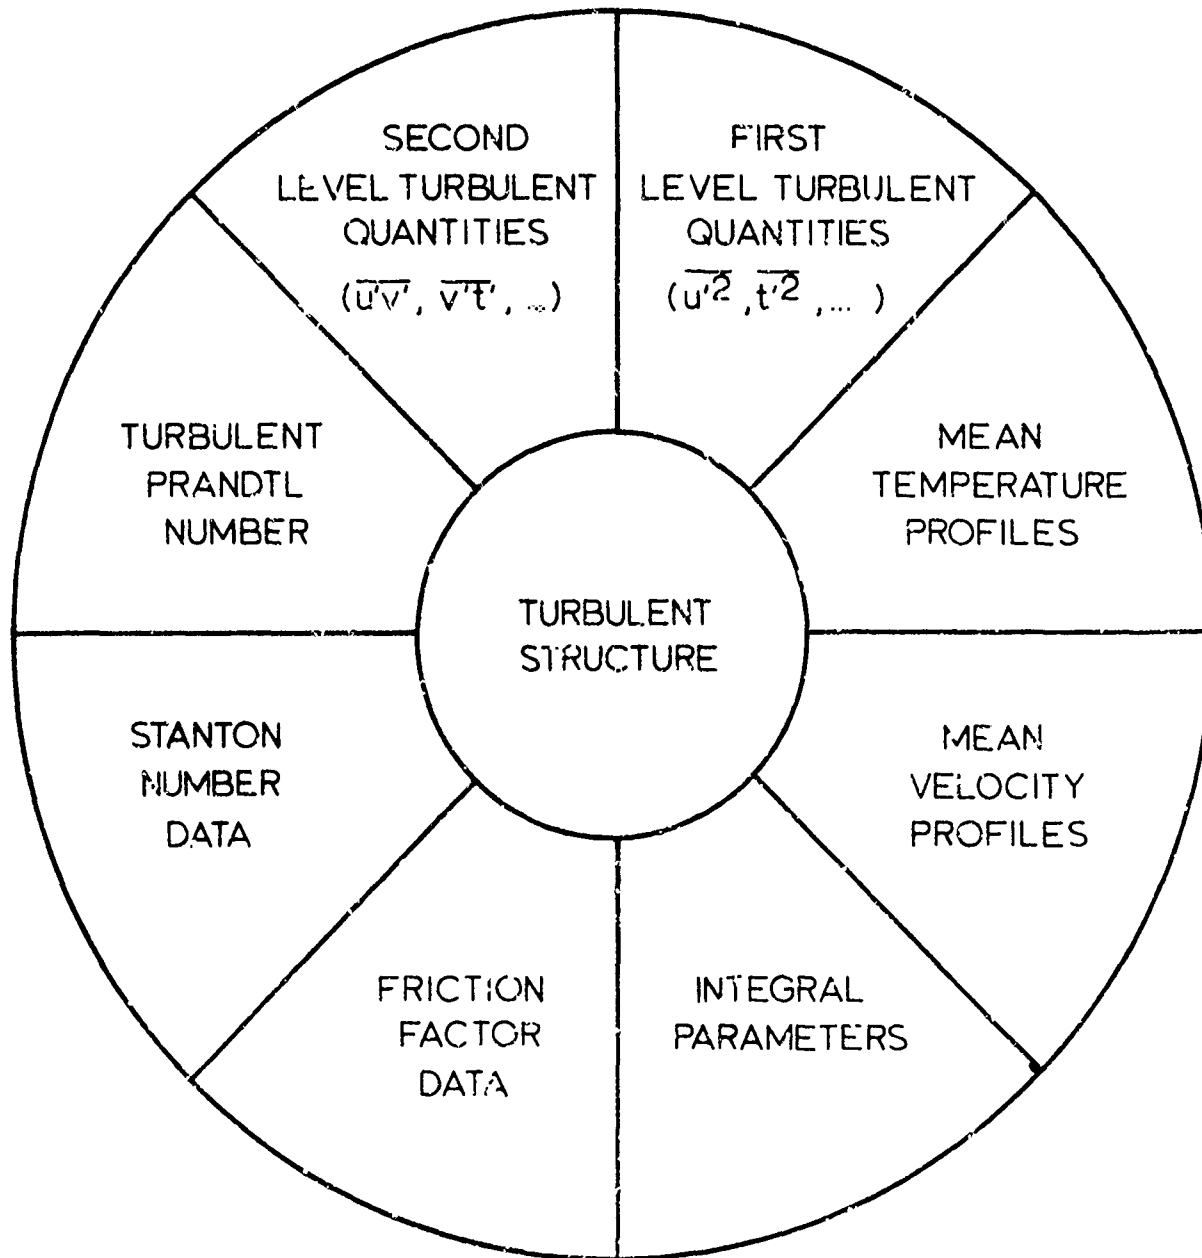 SECOND
LEVEL TURBULENT
QUANTITIES
(u'v', v't', ...)
FIRST
LEVEL TURBULENT
QUANTITIES
(u'², t'², ... )
TURBULENT
PRANDTL
NUMBER
MEAN
TEMPERATURE
PROFILES
TURBULENT
STRUCTURE
STANTON
NUMBER
DATA
MEAN
VELOCITY
PROFILES
FRICTION
FACTOR
DATA
INTEGRAL
PARAMETERS